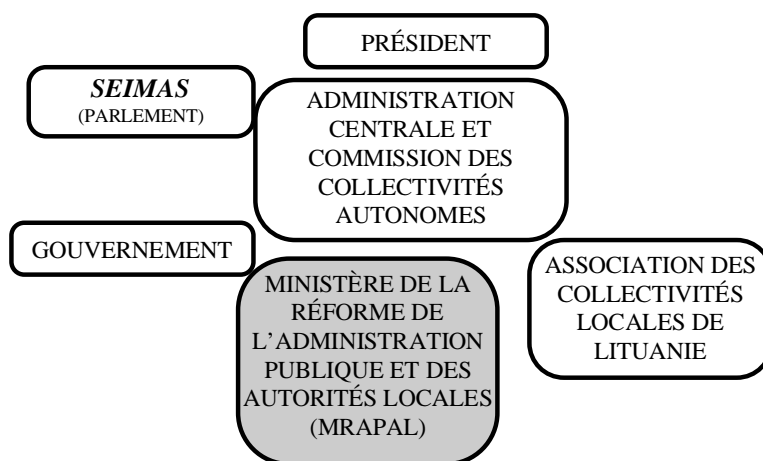 PRÉSIDENT
SEIMAS
(PARLEMENT)
ADMINISTRATION
CENTRALE ET
COMMISSION DES
COLLECTIVITÉS
AUTONOMES
GOUVERNEMENT
MINISTÈRE DE LA
RÉFORME DE
L'ADMINISTRATION
PUBLIQUE ET DES
AUTORITÉS LOCALES
(MRAPAL)
ASSOCIATION DES
COLLECTIVITÉS
LOCALES DE
LITUANIE